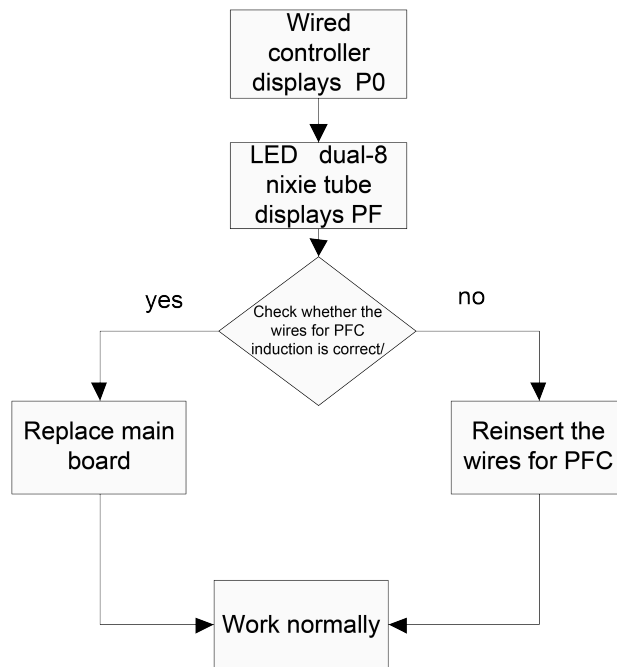 Wired
controller
displays P0
LED dual-8
nixie tube
displays PF
yes
no
Check whether the
wires for PFC
induction is correct/
Replace main
board
Reinsert the
wires for PFC
Work normally